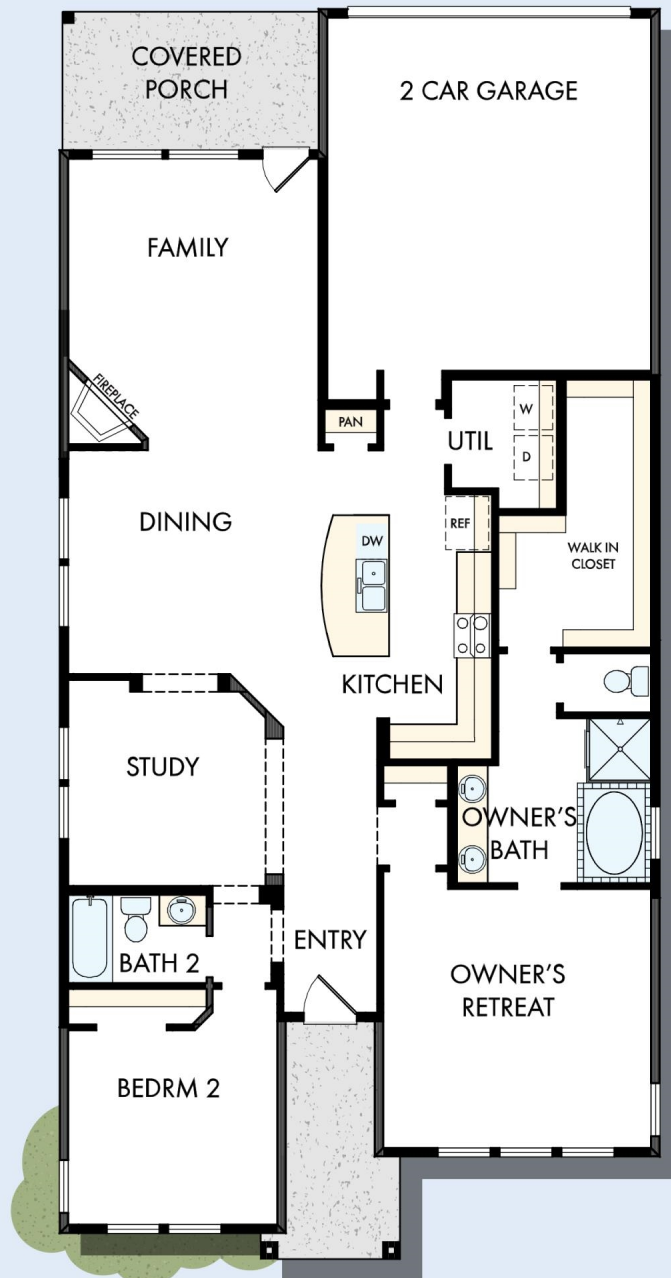 COVERED
PORCH
2 CAR GARAGE
FAMILY
FIREPLACE
PAN
W
UTIL
D
DINING
REF
DW
WALK IN
CLOSET
KITCHEN
STUDY
OWNER'S
BATH
ENTRY
BATH 2
OWNER'S
RETREAT
BEDRM 2